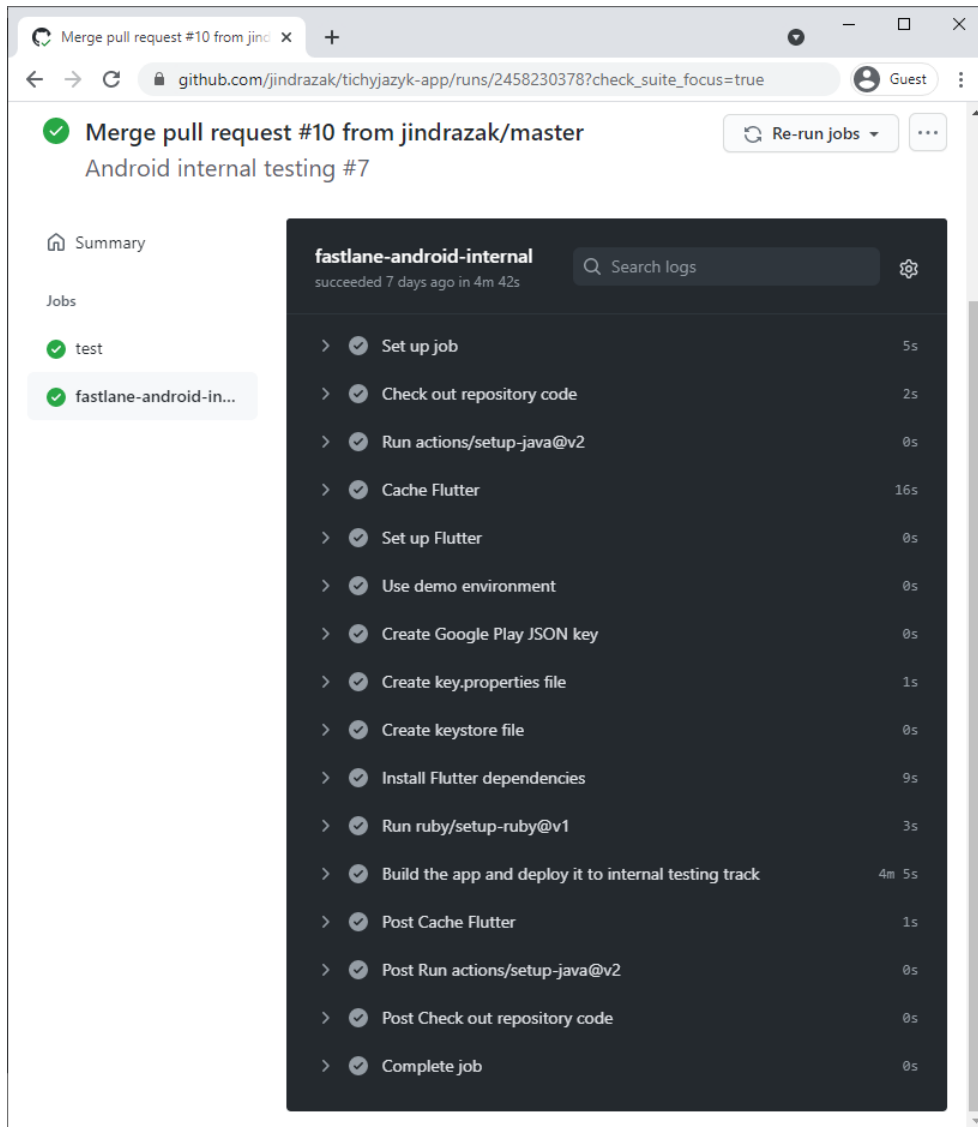 Merge pull request #10 from jind
github.com/jindrazak/tichyjazyk-app/runs/2458230378?check_suite_focus=true
Guest
Merge pull request #10 from jindrazak/master
Re-run jobs
Android internal testing #7
Summary
Jobs
test
fastlane-android-in...
fastlane-android-internal
succeeded 7 days ago in 4m 42s
Search logs
Set up job 5s
Check out repository code 2s
Run actions/setup-java@v2 0s
Cache Flutter 16s
Set up Flutter 0s
Use demo environment 0s
Create Google Play JSON key 0s
Create key.properties file 1s
Create keystore file 0s
Install Flutter dependencies 9s
Run ruby/setup-ruby@v1 3s
Build the app and deploy it to internal testing track 4m 5s
Post Cache Flutter 1s
Post Run actions/setup-java@v2 0s
Post Check out repository code 0s
Complete job 0s